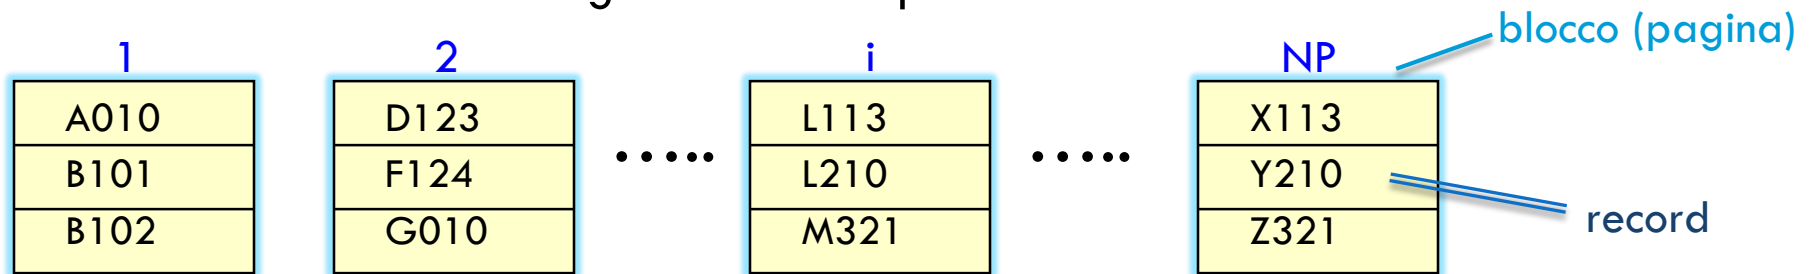 blocco (pagina)
1 2 i NP
A010 D123 L113 X113
B101 F124 ..... L210 ..... Y210
B102 G010 M321 Z321
record